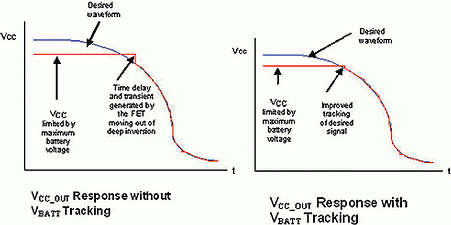 Desired
waveform
Vcc
VCC
limited by
maximum
battery
voltage
Time delay
and transient
generated by
the FET
moving out of
deep inversion
t
VCC_OUT Response without
VBATT Tracking
Desired
waveform
Vcc
VCC
limited by
maximum
battery
voltage
Improved
tracking
of desired
signal
t
VCC_OUT Response with
VBATT Tracking